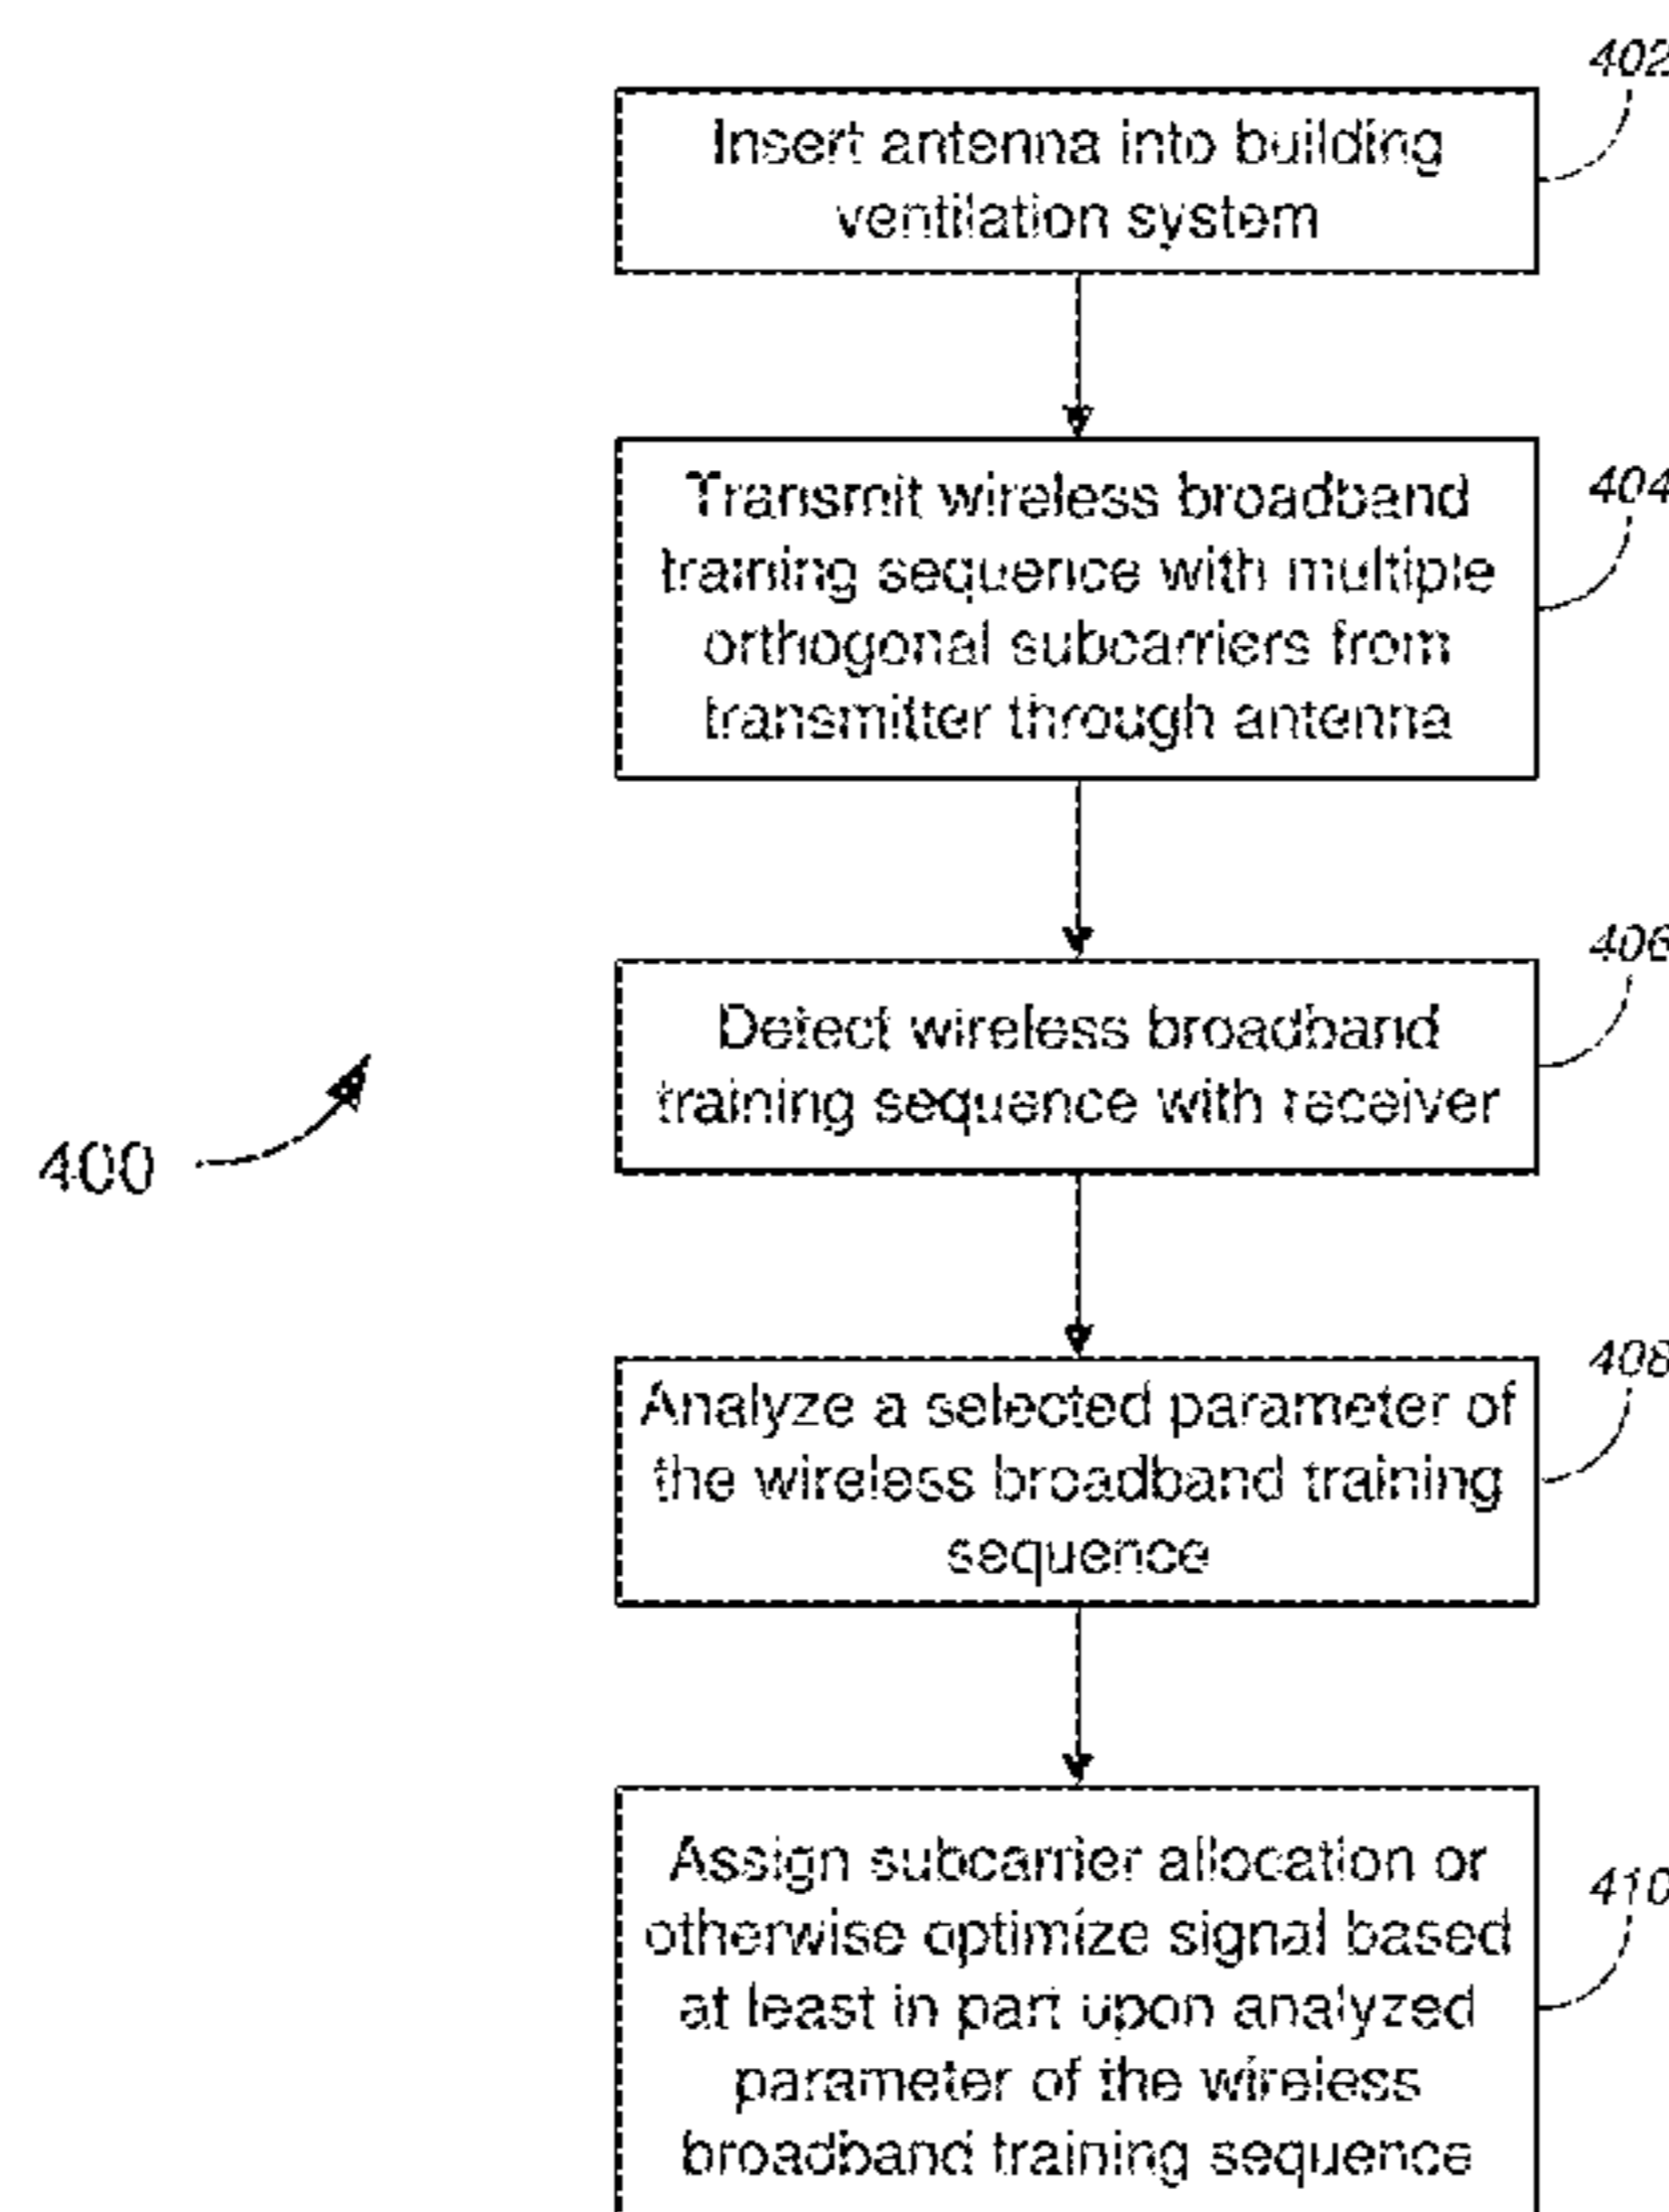 402
Insert antenna into building
ventilation system
404
Transmit wireless broadband
training sequence with multiple
orthogonal subcarriers from
transmitter through antenna
406
Detect wireless broadband
training sequence with receiver
400
408
Analyze a selected parameter of
the wireless broadband training
sequence
410
Assign subcarrier allocation or
otherwise optimize signal based
at least in part upon analyzed
parameter of the wireless
broadband training sequence